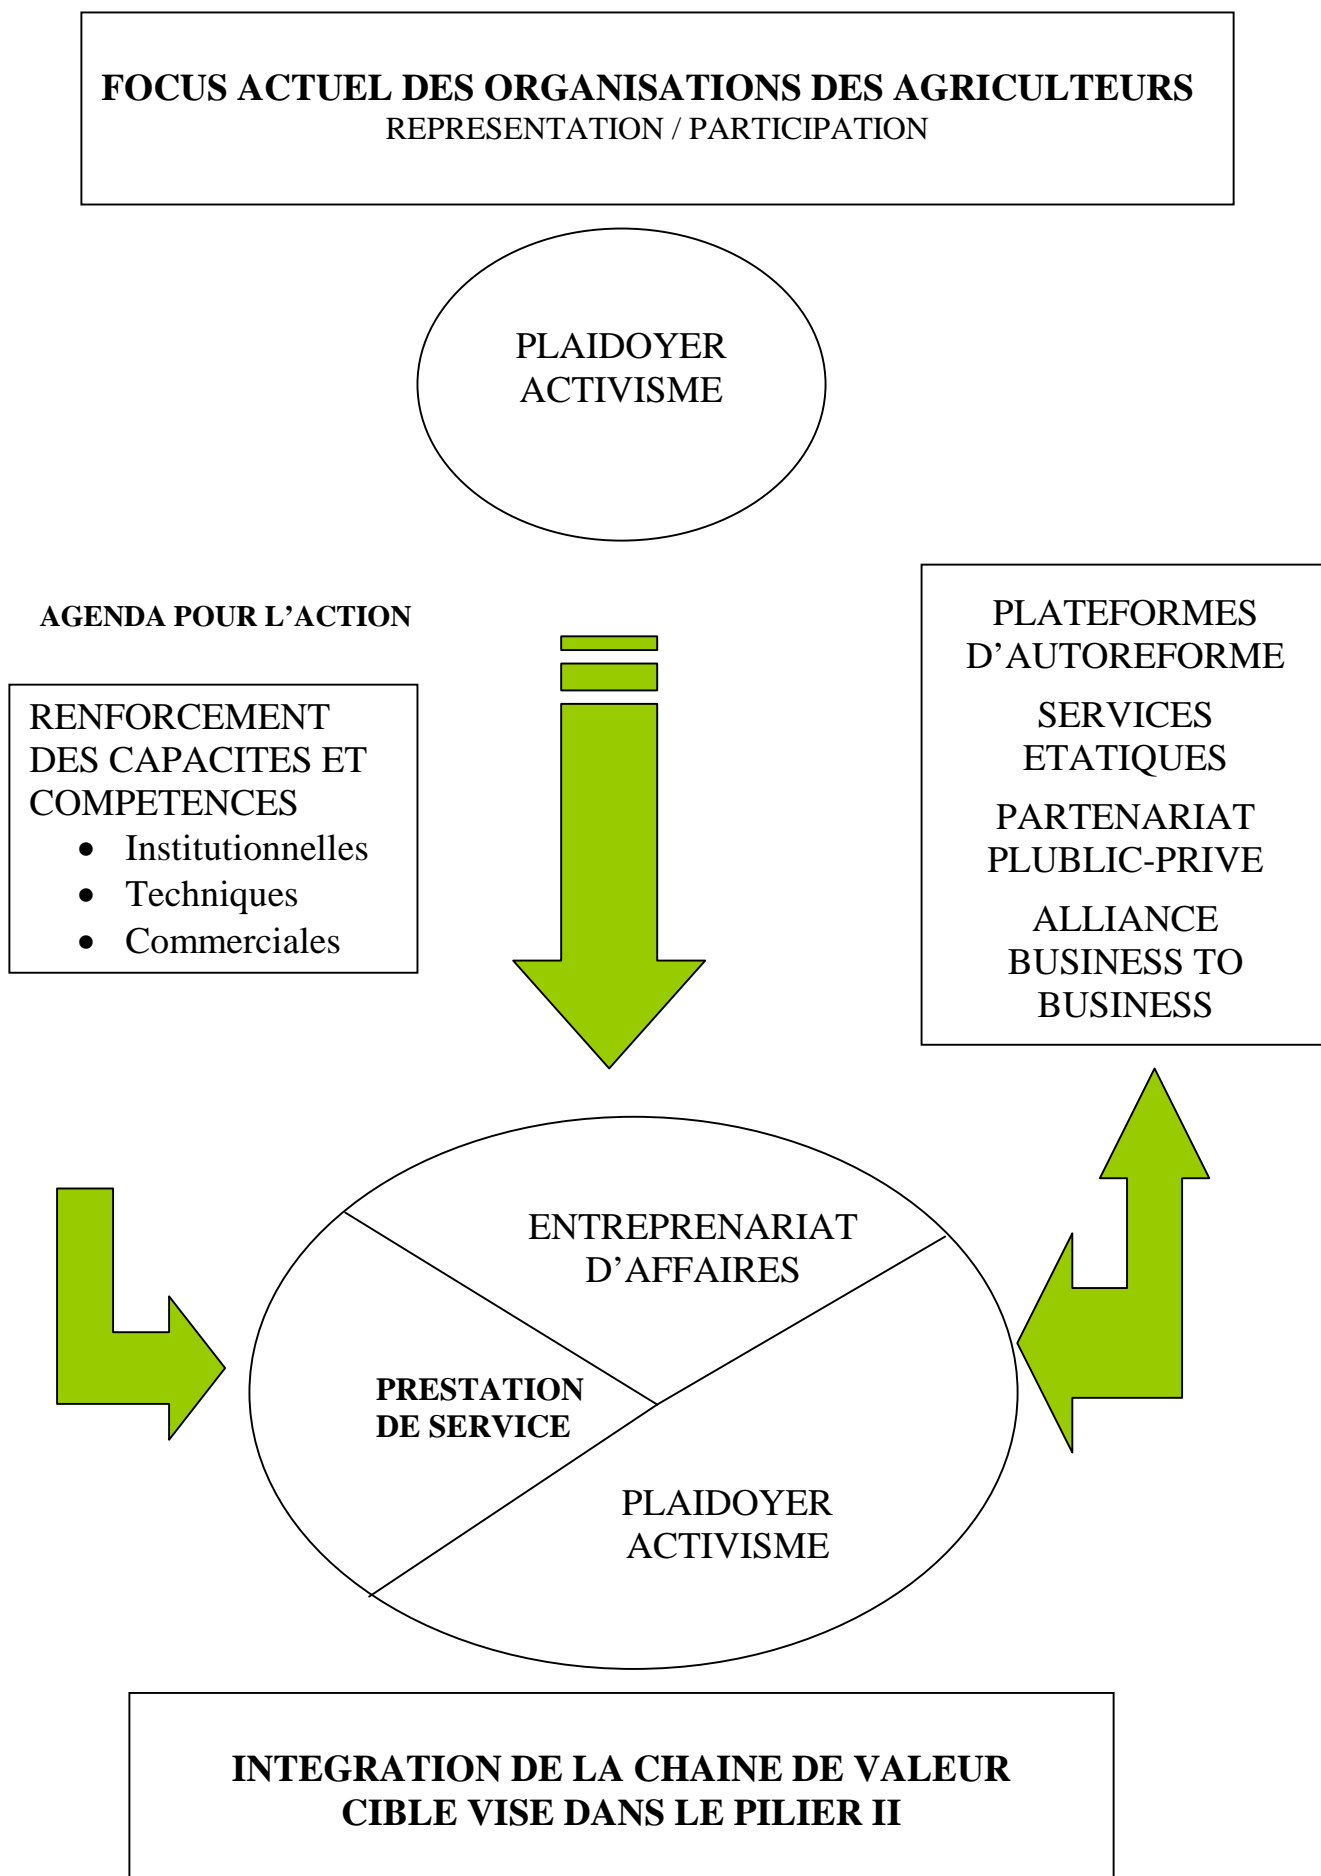 FOCUS ACTUEL DES ORGANISATIONS DES AGRICULTEURS
REPRESENTATION / PARTICIPATION
PLAIDOYER
ACTIVISME
AGENDA POUR L’ACTION
RENFORCEMENT
DES CAPACITES ET
COMPETENCES
• Institutionnelles
• Techniques
• Commerciales
PLATEFORMES
D’AUTOREFORME
SERVICES
ETATIQUES
PARTENARIAT
PLUBLIC-PRIVE
ALLIANCE
BUSINESS TO
BUSINESS
ENTREPRENARIAT
D’AFFAIRES
PRESTATION
DE SERVICE
PLAIDOYER
ACTIVISME
INTEGRATION DE LA CHAINE DE VALEUR
CIBLE VISE DANS LE PILIER II